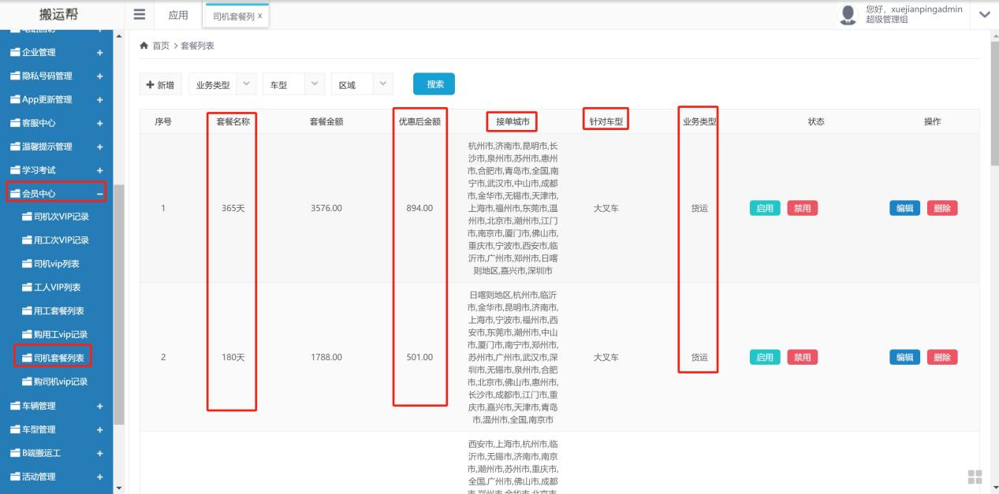 搬运帮
应用
司机套餐列 x
您好，xuejianpingadmin
超级管理组
企业管理 +
隐私号码管理 +
App更新管理 +
客服中心 +
温馨提示管理 +
学习考试 +
会员中心 −
司机次VIP记录
用工次VIP记录
司机vip列表
工人VIP列表
用工套餐列表
购用工vip记录
司机套餐列表
购司机vip记录
车辆管理 +
车型管理 +
B端搬运工 +
活动管理 +
首页 > 套餐列表
+ 新增 业务类型 车型 区域 搜索
序号 套餐名称 套餐金额 优惠后金额 接单城市 针对车型 业务类型 状态 操作
1 365天 3576.00 894.00
杭州市,济南市,昆明市,长
沙市,泉州市,苏州市,惠州
市,合肥市,青岛市,全国,南
宁市,武汉市,中山市,成都
市,金华市,无锡市,天津市,
上海市,福州市,东莞市,温
州市,北京市,潮州市,江门
市,南京市,厦门市,佛山市,
重庆市,宁波市,西安市,临
沂市,广州市,郑州市,日喀
则地区,嘉兴市,深圳市
大叉车 货运 启用 禁用 编辑 删除
2 180天 1788.00 501.00
日喀则地区,杭州市,临沂
市,金华市,昆明市,济南市,
上海市,宁波市,福州市,西
安市,东莞市,潮州市,中山
市,厦门市,南宁市,郑州市,
苏州市,广州市,武汉市,深
圳市,无锡市,泉州市,合肥
市,北京市,佛山市,惠州市,
长沙市,成都市,江门市,重
庆市,嘉兴市,天津市,青岛
市,温州市,全国,南京市
大叉车 货运 启用 禁用 编辑 删除
西安市,上海市,杭州市,临
沂市,无锡市,济南市,南京
市,潮州市,苏州市,重庆市,
全国,广州市,佛山市,成都